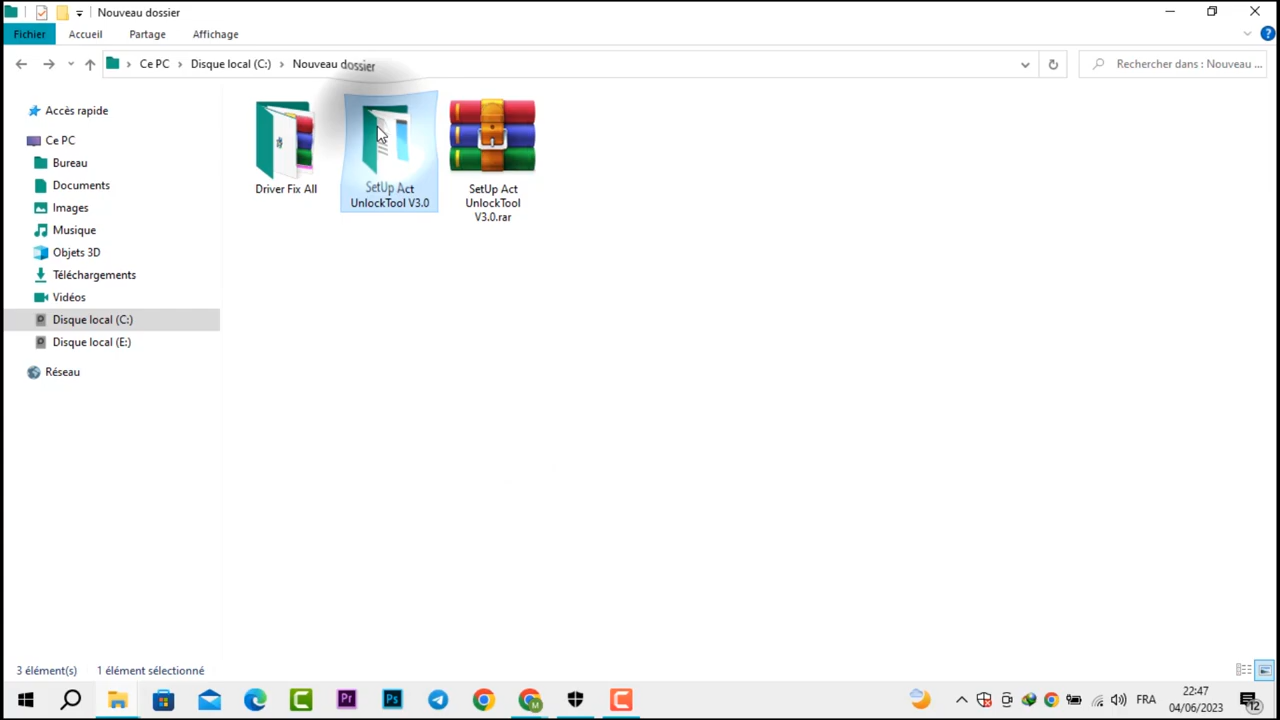 Nouveau dossier
Fichier Accueil Partage Affichage
Ce PC Disque local (C:) Nouveau dossier
Rechercher dans : Nouveau ...
Accès rapide
Ce PC
Bureau
Documents
Images
Musique
Objets 3D
Téléchargements
Vidéos
Disque local (C:)
Disque local (E:)
Réseau
Driver Fix All
SetUp Act
UnlockTool V3.0
SetUp Act
UnlockTool
V3.0.rar
3 élément(s) 1 élément sélectionné
Pr Ps M FRA
22:47
04/06/2023
12